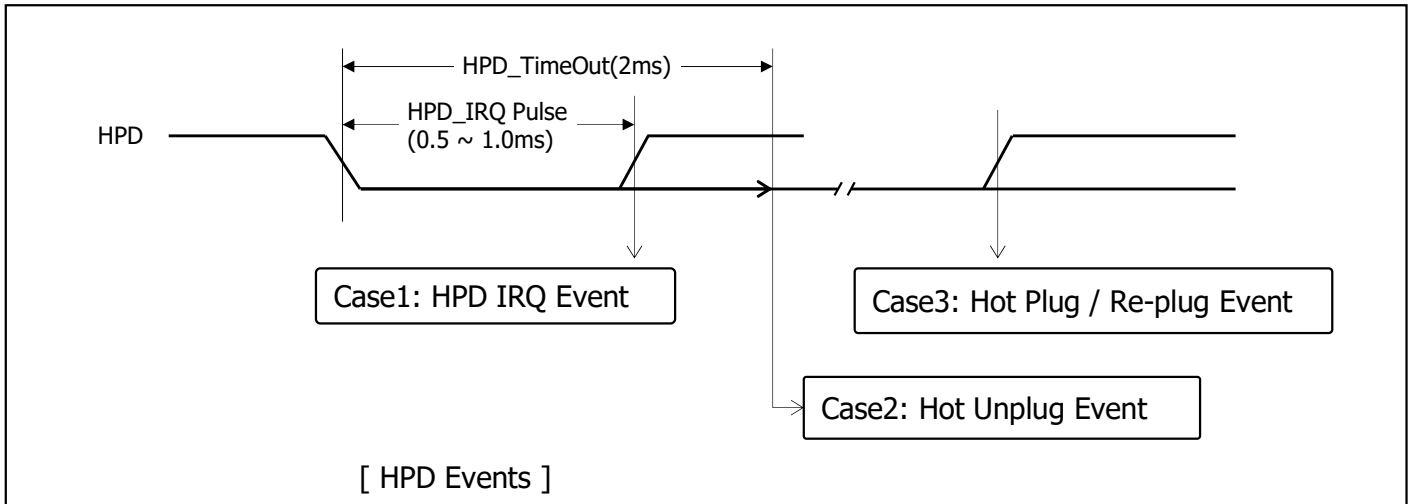 HPD_TimeOut(2ms)
HPD_IRQ Pulse
(0.5 ~ 1.0ms)
HPD
Case1: HPD IRQ Event
Case3: Hot Plug / Re-plug Event
Case2: Hot Unplug Event
[ HPD Events ]